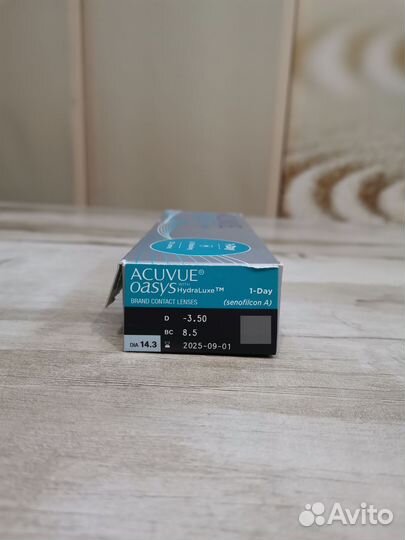 ACUVUE®
OASYS WITH HydraLuxe™ 1-Day
BRAND CONTACT LENSES (senofilcon A)
D -3.50
BC 8.5
DIA 14.3 2025-09-01
Avito